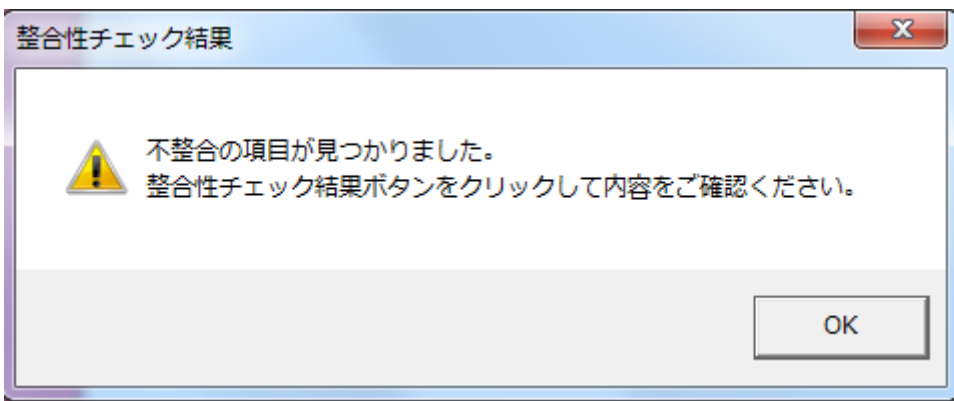 整合性チェック結果
不整合の項目が見つかりました。
整合性チェック結果ボタンをクリックして内容をご確認ください。
OK